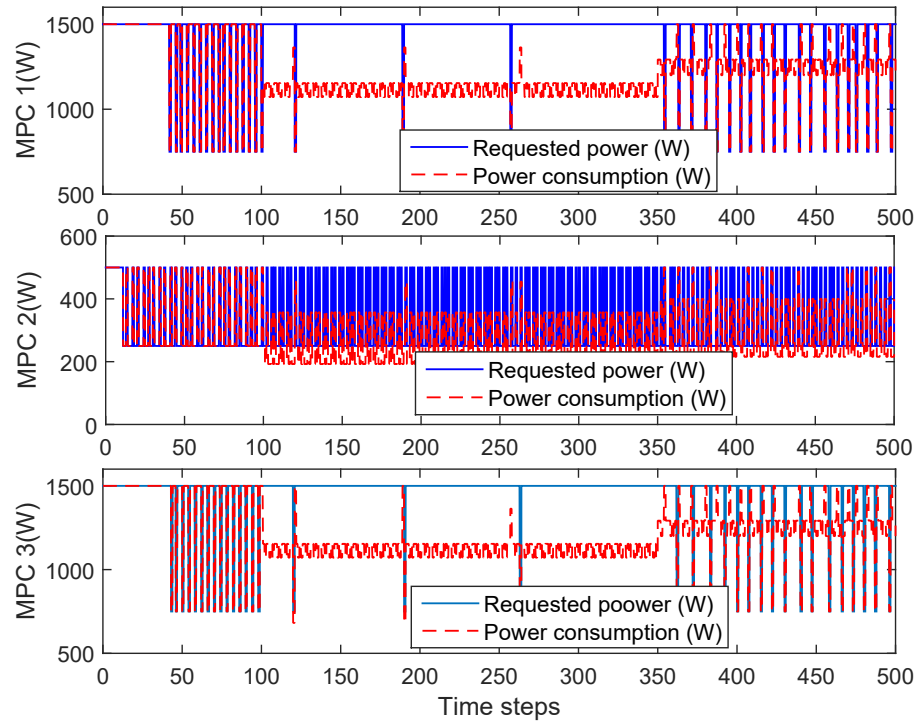 1500
1000
500
MPC 1(W)
Requested power (W)
Power consumption (W)
0 50 100 150 200 250 300 350 400 450 500
600
400
200
0
MPC 2(W)
Requested power (W)
Power consumption (W)
0 50 100 150 200 250 300 350 400 450 500
1500
1000
500
MPC 3(W)
Requested poower (W)
Power consumption (W)
0 50 100 150 200 250 300 350 400 450 500
Time steps